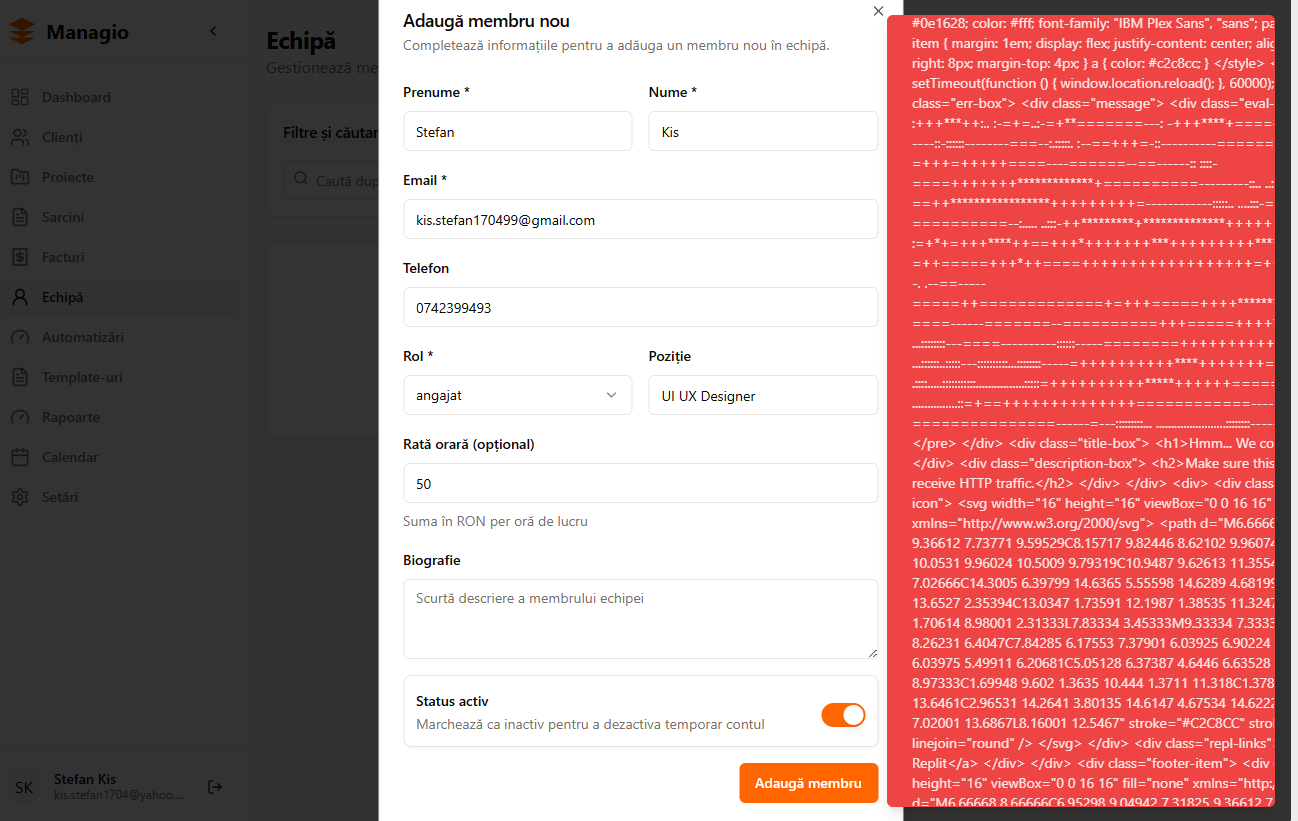 Managio
Dashboard
Clienți
Proiecte
Sarcini
Facturi
Echipă
Automatizări
Template-uri
Rapoarte
Calendar
Setări
SK
Stefan Kis
kis.stefan1704@yahoo....
Echipă
Gestionează me
Filtre și căutar
Caută dup
Adaugă membru nou
Completează informațiile pentru a adăuga un membru nou în echipă.
Prenume *
Nume *
Stefan
Kis
Email *
kis.stefan170499@gmail.com
Telefon
0742399493
Rol *
Poziție
angajat
UI UX Designer
Rată orară (opțional)
50
Suma în RON per oră de lucru
Biografie
Scurtă descriere a membrului echipei
Status activ
Marchează ca inactiv pentru a dezactiva temporar contul
Adaugă membru
#0e1628; color: #fff; font-family: "IBM Plex Sans", "sans"; pa
item { margin: 1em; display: flex; justify-content: center; alig
right: 8px; margin-top: 4px; } a { color: #c2c8cc; } </style> <
setTimeout(function () { window.location.reload(); }, 60000);
class="err-box"> <div class="message"> <div class="eval-
</pre> </div> <div class="title-box"> <h1>Hmm... We co
</div> <div class="description-box"> <h2>Make sure this
receive HTTP traffic.</h2> </div> </div> <div> <div class
icon"> <svg width="16" height="16" viewBox="0 0 16 16"
xmlns="http://www.w3.org/2000/svg"> <path d="M6.6666
9.36612 7.73771 9.59529C8.15717 9.82446 8.62102 9.96074
10.0531 9.96024 10.5009 9.79319C10.9487 9.62613 11.3554
7.02666C14.3005 6.39799 14.6365 5.55598 14.6289 4.68199
13.6527 2.35394C13.0347 1.73591 12.1987 1.38535 11.3247
1.70614 8.98001 2.31333L7.83334 3.45333M9.33334 7.3333
8.26231 6.4047C7.84285 6.17553 7.37901 6.03925 6.90224
6.03975 5.49911 6.20681C5.05128 6.37387 4.6446 6.63528
8.97333C1.69948 9.602 1.3635 10.444 1.3711 11.318C1.378
13.6461C2.96531 14.2641 3.80135 14.6147 4.67534 14.6222
7.02001 13.6867L8.16001 12.5467" stroke="#C2C8CC" strok
linejoin="round" /> </svg> </div> <div class="repl-links"
Replit</a> </div> </div> <div class="footer-item"> <div
height="16" viewBox="0 0 16 16" fill="none" xmlns="http:/
d="M6.66668 8.66666C6.95298 9.04942 7.31825 9.36612 7.